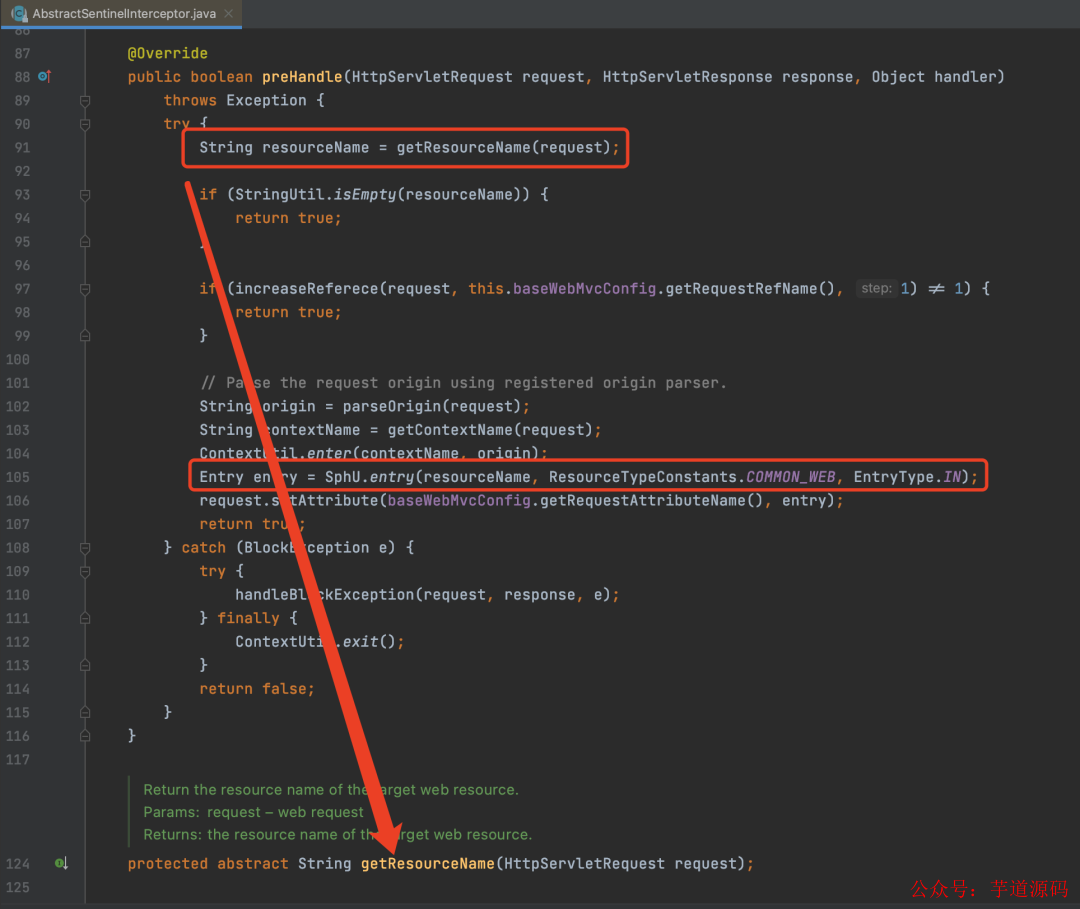 AbstractSentinelInterceptor.java
86
87 @Override
88 public boolean preHandle(HttpServletRequest request, HttpServletResponse response, Object handler)
89 throws Exception {
90 try {
91 String resourceName = getResourceName(request);
92
93 if (StringUtil.isEmpty(resourceName)) {
94 return true;
95
96
97 if (increaseReferece(request, this.baseWebMvcConfig.getRequestRefName(), step: 1) ≠ 1) {
98 return true;
99 }
100
101 // Parse the request origin using registered origin parser.
102 String origin = parseOrigin(request);
103 String contextName = getContextName(request);
104 ContextUtil.enter(contextName, origin);
105 Entry entry = SphU.entry(resourceName, ResourceTypeConstants.COMMON_WEB, EntryType.IN);
106 request.setAttribute(baseWebMvcConfig.getRequestAttributeName(), entry);
107 return true;
108 } catch (BlockException e) {
109 try {
110 handleBlockException(request, response, e);
111 } finally {
112 ContextUtil.exit();
113 }
114 return false;
115 }
116 }
117
Return the resource name of the target web resource.
Params: request – web request
Returns: the resource name of the target web resource.
124 protected abstract String getResourceName(HttpServletRequest request);
125
公众号：芋道源码